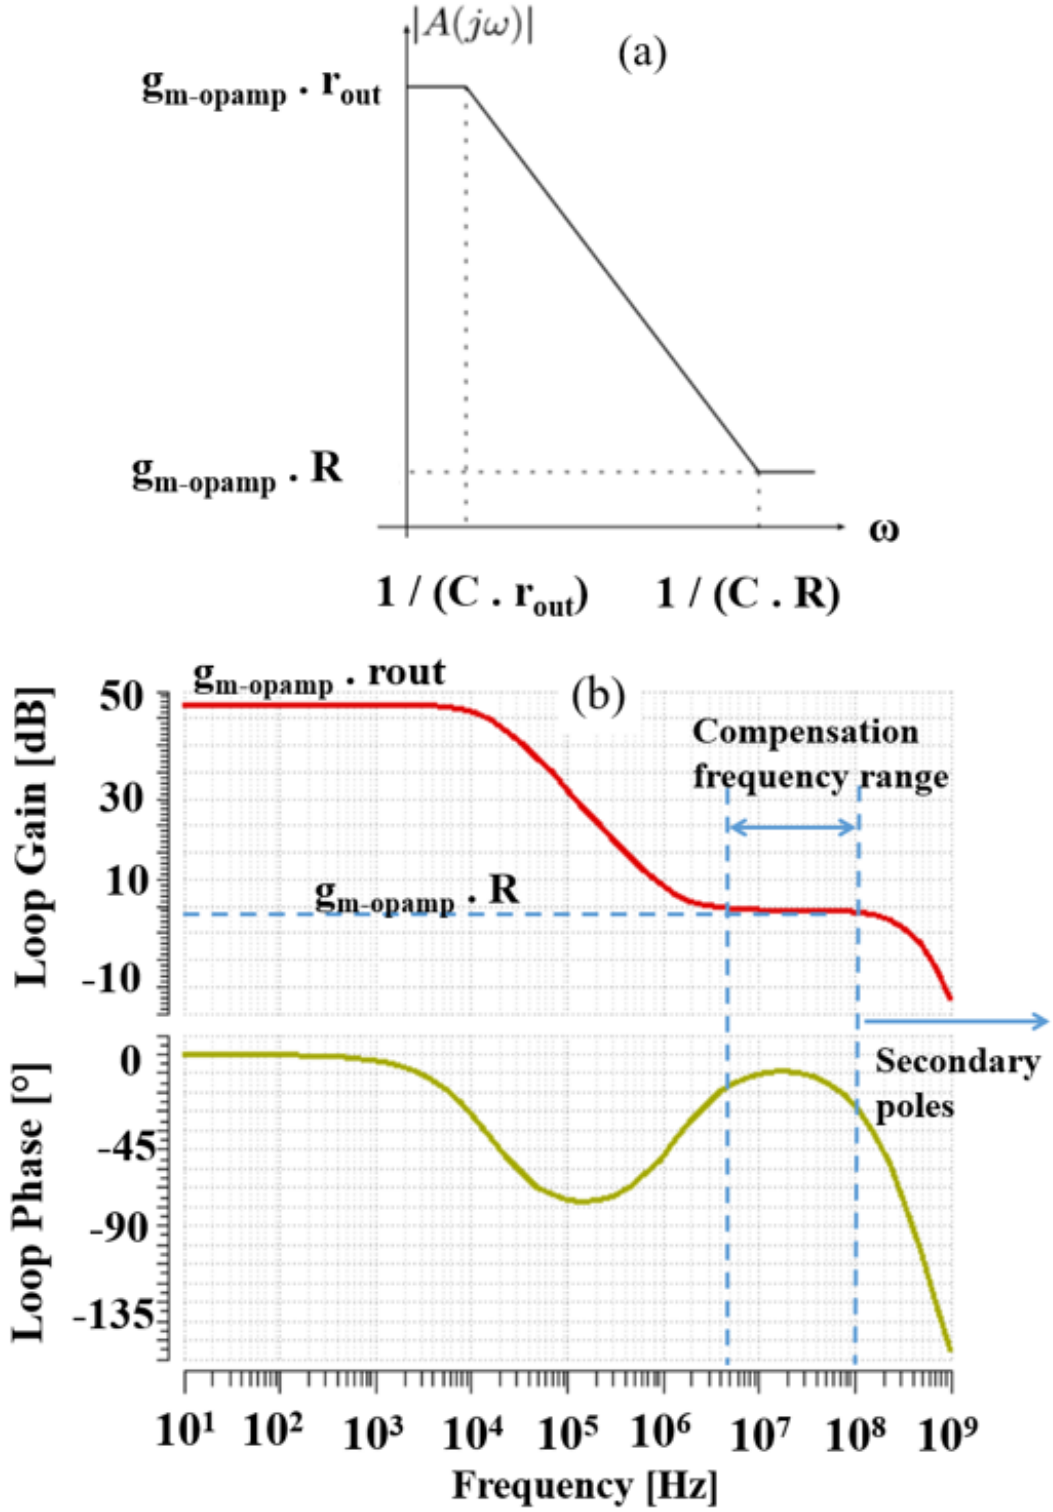 |A(jω)|
(a)
gm-opamp . rout
gm-opamp . R
ω
1 / (C . rout)
1 / (C . R)
gm-opamp . rout
(b)
Loop Gain [dB]
50
30
10
-10
Compensation
frequency range
gm-opamp . R
Secondary
poles
Loop Phase [°]
0
-45
-90
-135
10¹ 10² 10³ 10⁴ 10⁵ 10⁶ 10⁷ 10⁸ 10⁹
Frequency [Hz]